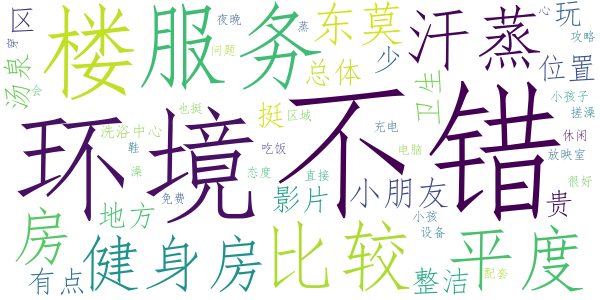 区 楼 服务 夜晚 东莫 汗蒸 心 玩
穿 蒸 攻略
汤泉 问题 总体 少 位置
会 卫生
也挺 挺 区域 小孩子
环境 不错 搓澡
洗浴中心 充电 休闲
鞋 吃饭 电脑 放映室
澡 态度 直接 很好
免费 影片 小朋友 贵
房 地方 小孩
有点 健身房 比较 设备 平度
整洁 配套